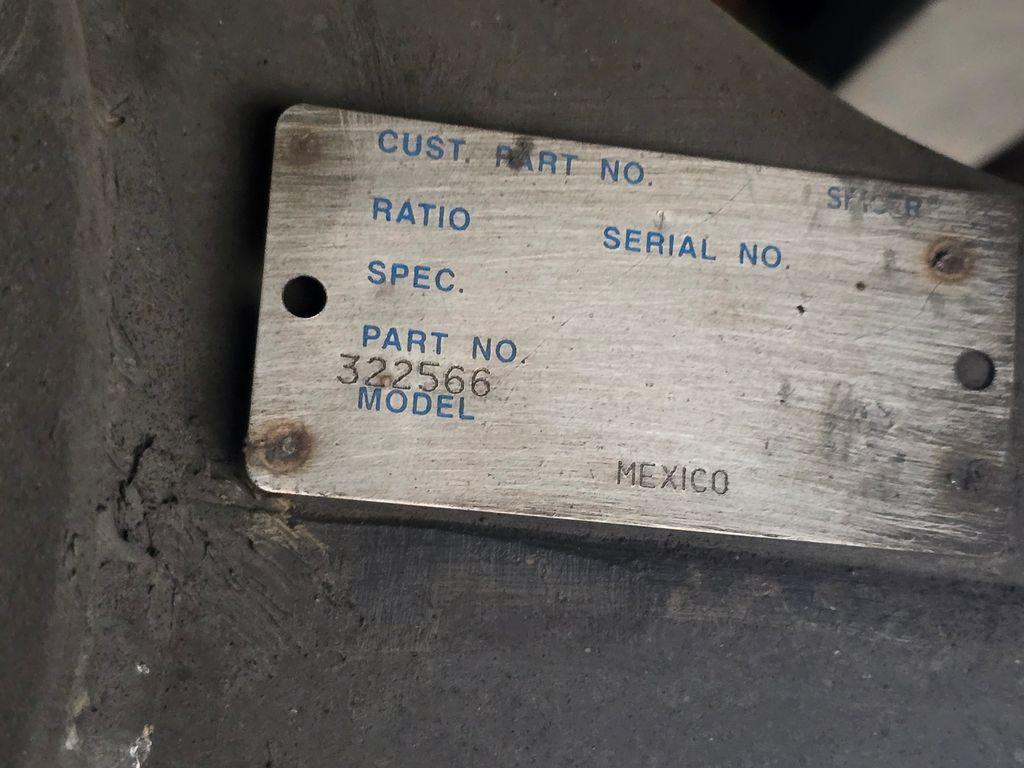 CUST. PART NO.
SPICER®
RATIO
SERIAL NO.
SPEC.
PART NO.
322566
MODEL
MEXICO